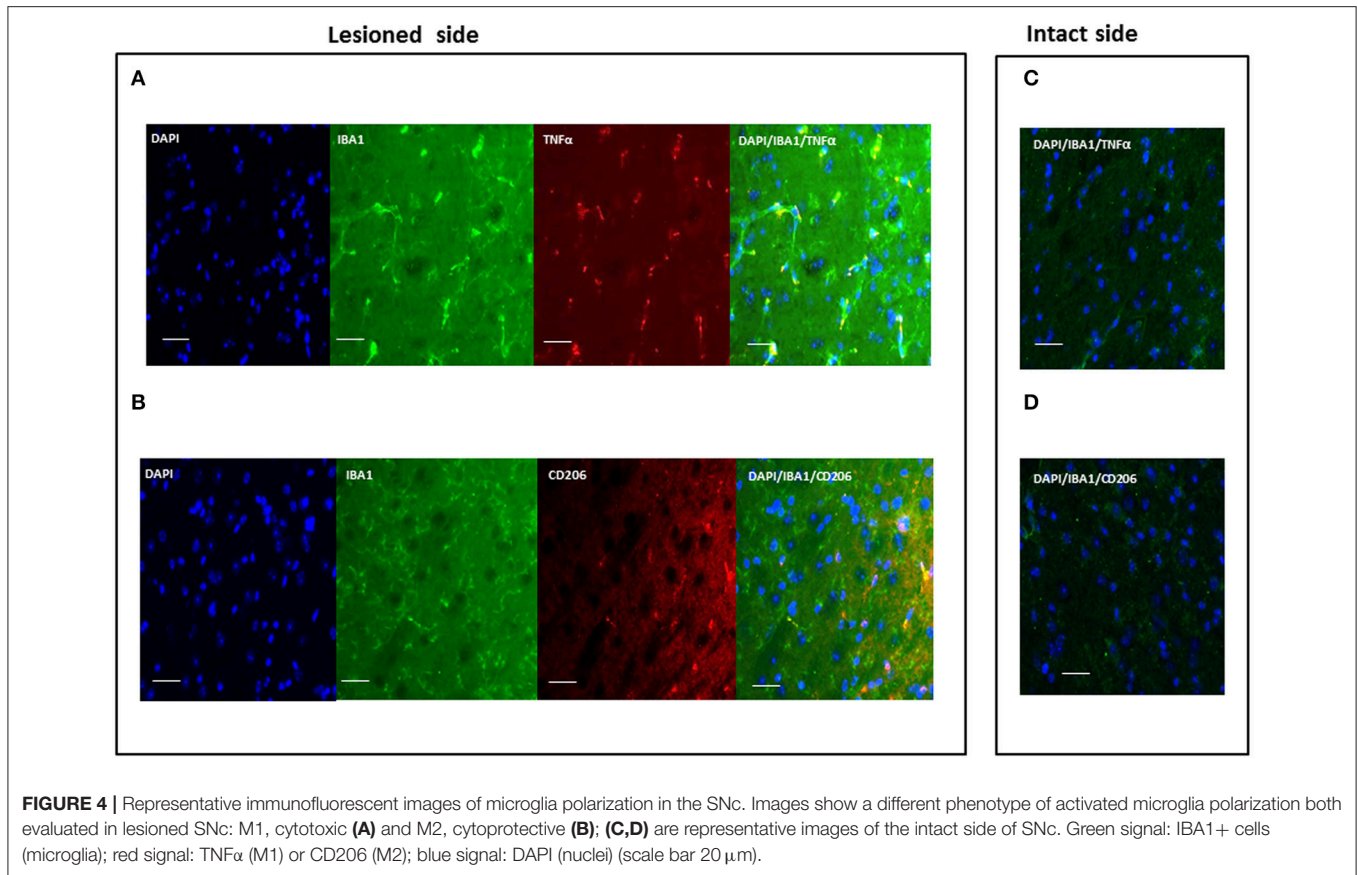 Lesioned side
Intact side
A
C
DAPI
IBA1
TNFα
DAPI/IBA1/TNFα
DAPI/IBA1/TNFα
B
D
DAPI
IBA1
CD206
DAPI/IBA1/CD206
DAPI/IBA1/CD206
FIGURE 4 | Representative immunofluorescent images of microglia polarization in the SNc. Images show a different phenotype of activated microglia polarization both
evaluated in lesioned SNc: M1, cytotoxic (A) and M2, cytoprotective (B); (C,D) are representative images of the intact side of SNc. Green signal: IBA1+ cells
(microglia); red signal: TNFα (M1) or CD206 (M2); blue signal: DAPI (nuclei) (scale bar 20 μm).